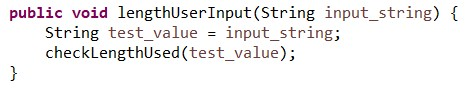 public void lengthUserInput(String input_string) {
    String test_value = input_string;
    checkLengthUsed(test_value);
}